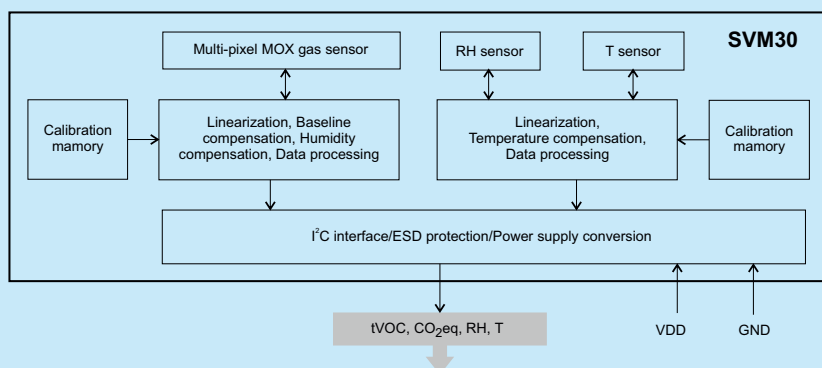 SVM30
Multi-pixel MOX gas sensor
RH sensor
T sensor
Calibration
mamory
Linearization, Baseline
compensation, Humidity
compensation, Data processing
Linearization,
Temperature compensation,
Data processing
Calibration
mamory
I²C interface/ESD protection/Power supply conversion
tVOC, CO₂eq, RH, T
VDD
GND